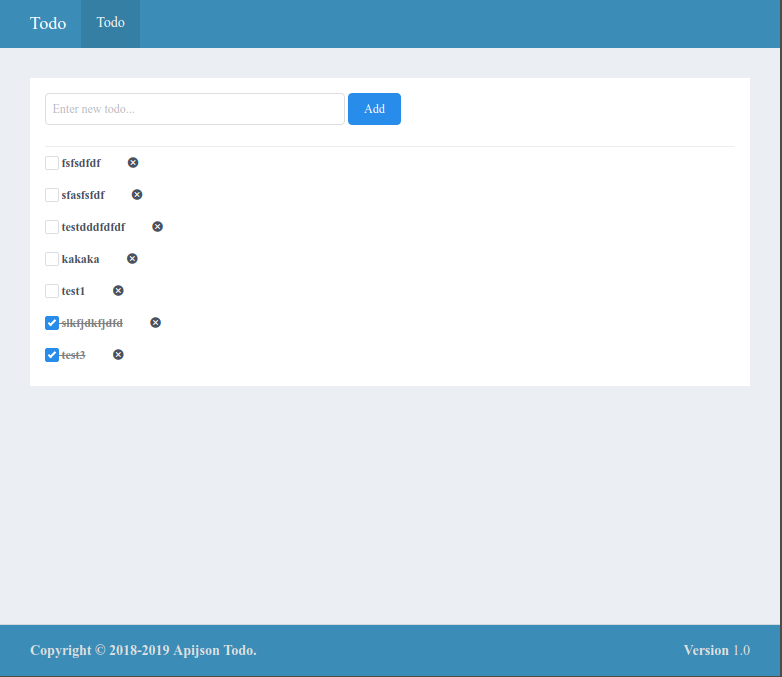 Todo Todo
Enter new todo... Add
fsfsdfdf
sfasfsfdf
testdddfdfdf
kakaka
test1
slkfjdkfjdfd
test3
Copyright © 2018-2019 Apijson Todo. Version 1.0